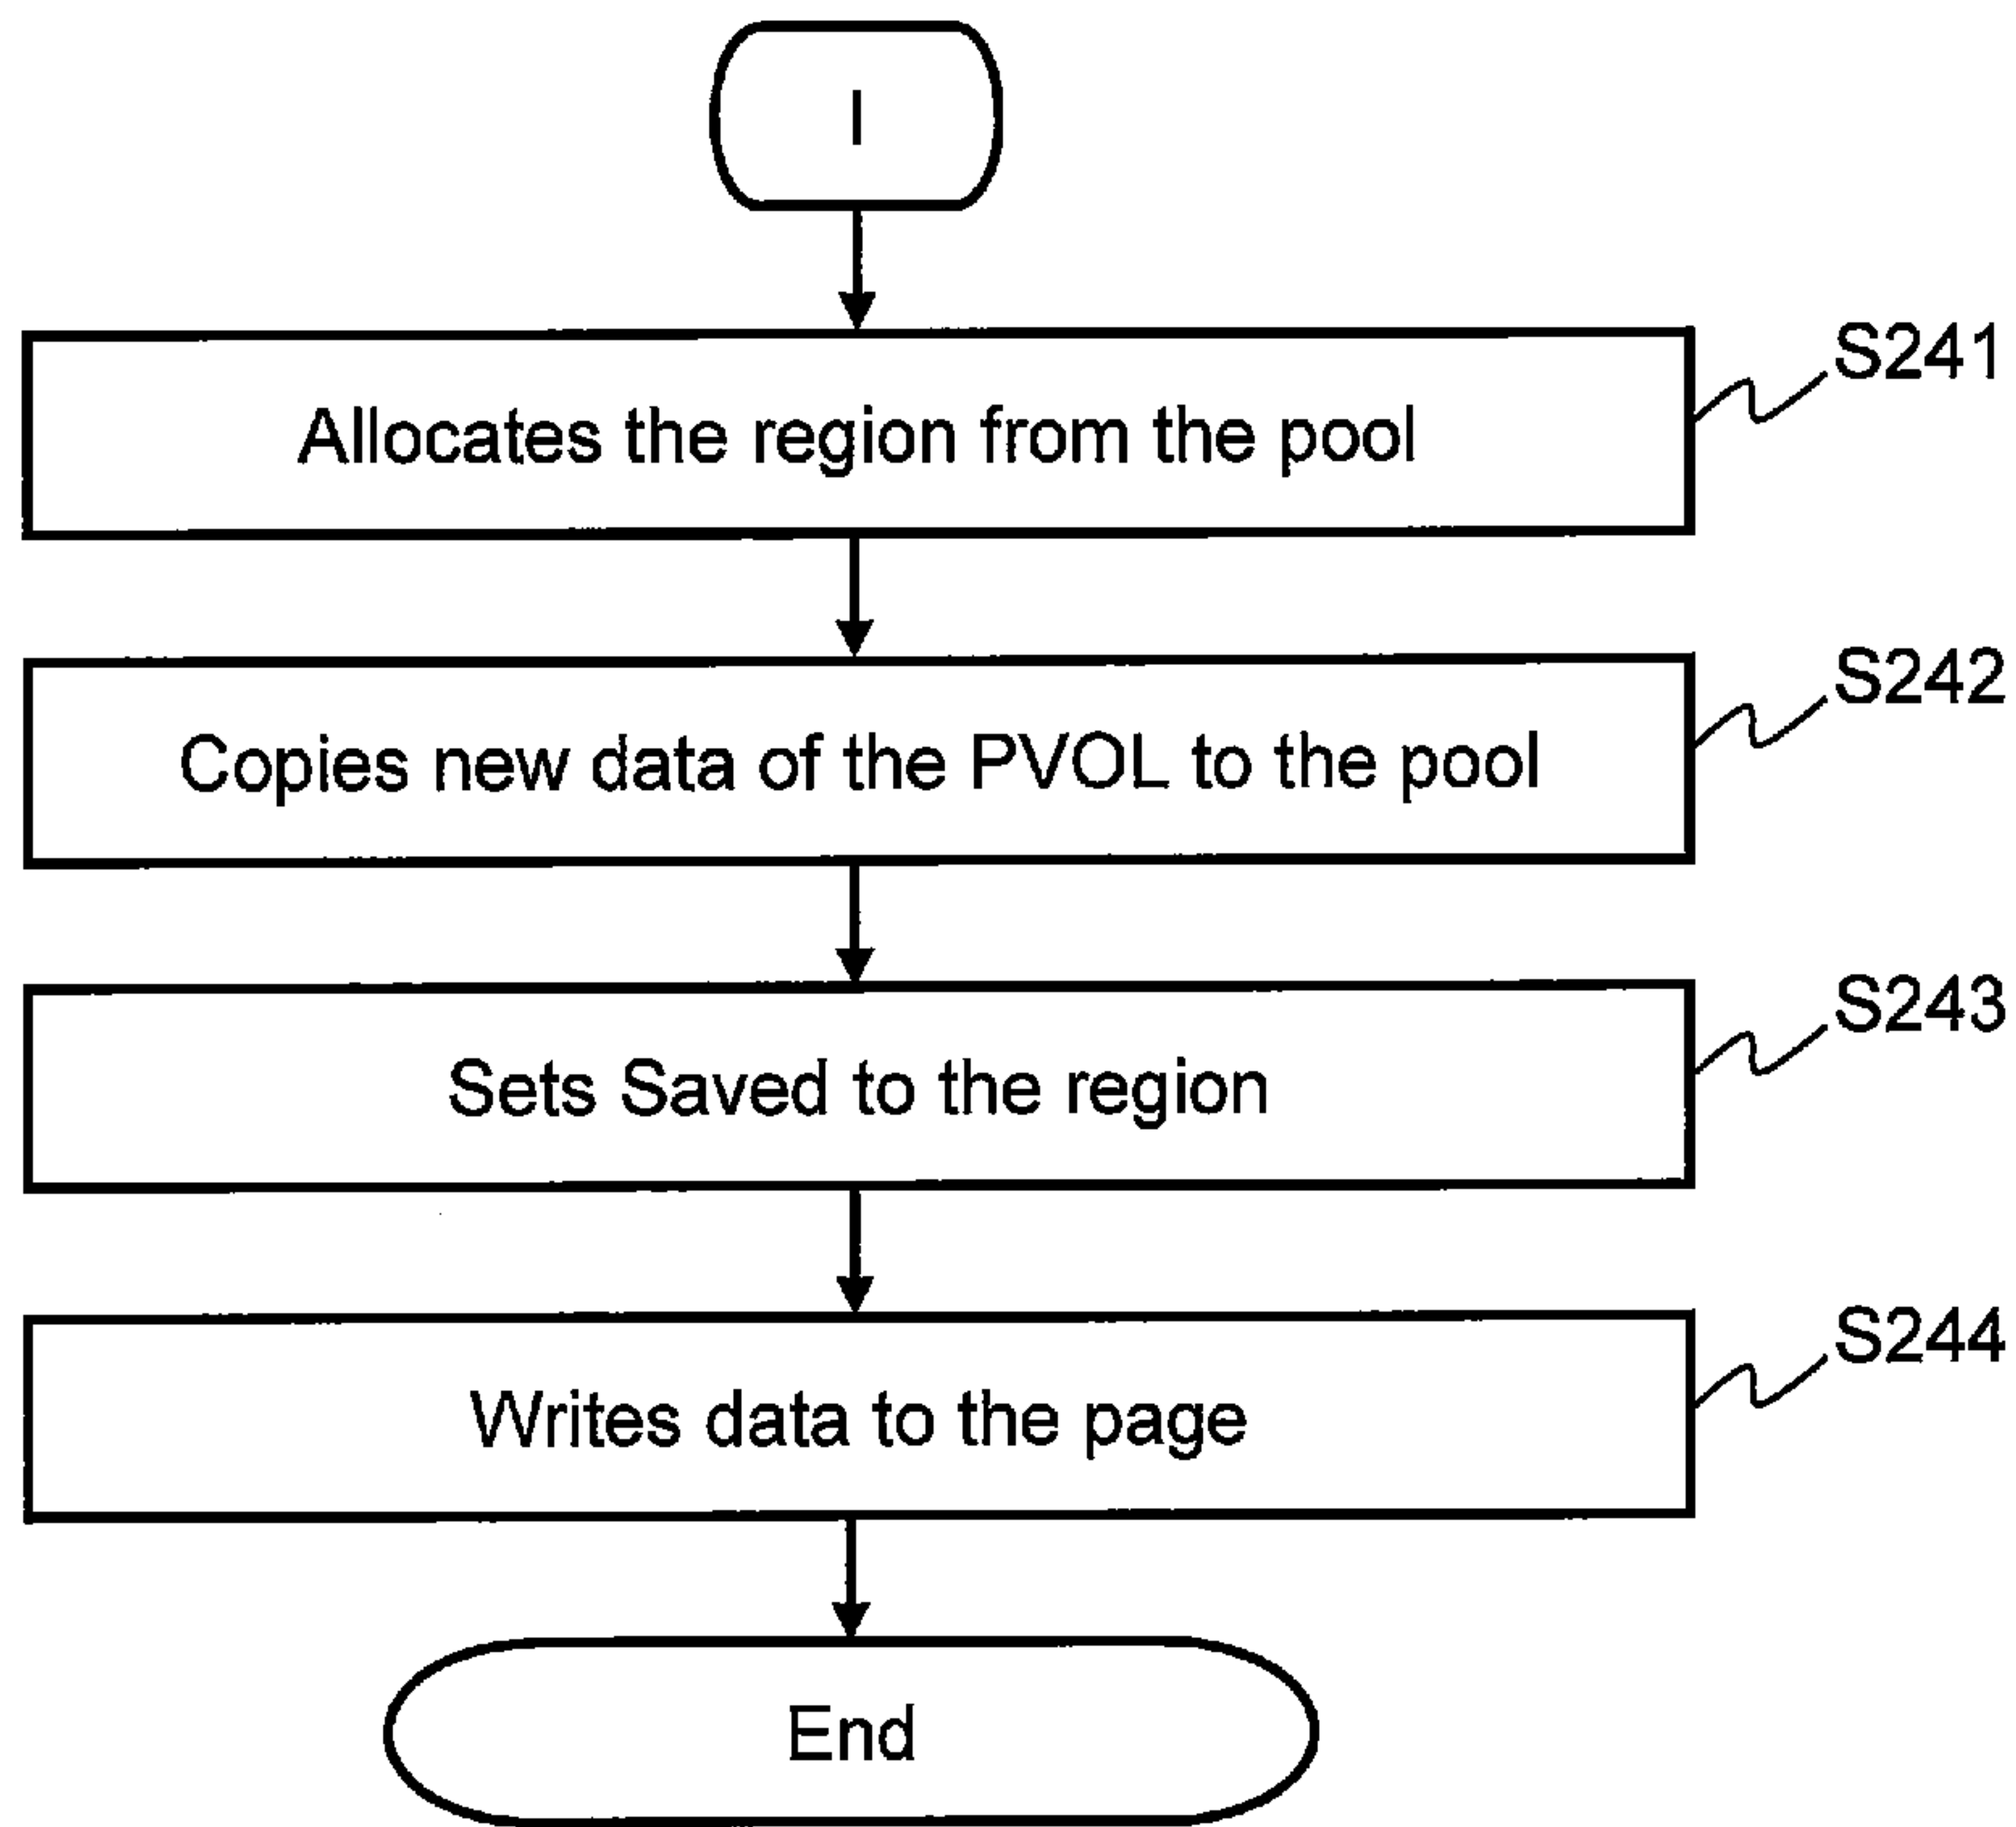 I
Allocates the region from the pool
S241
Copies new data of the PVOL to the pool
S242
Sets Saved to the region
S243
Writes data to the page
S244
End